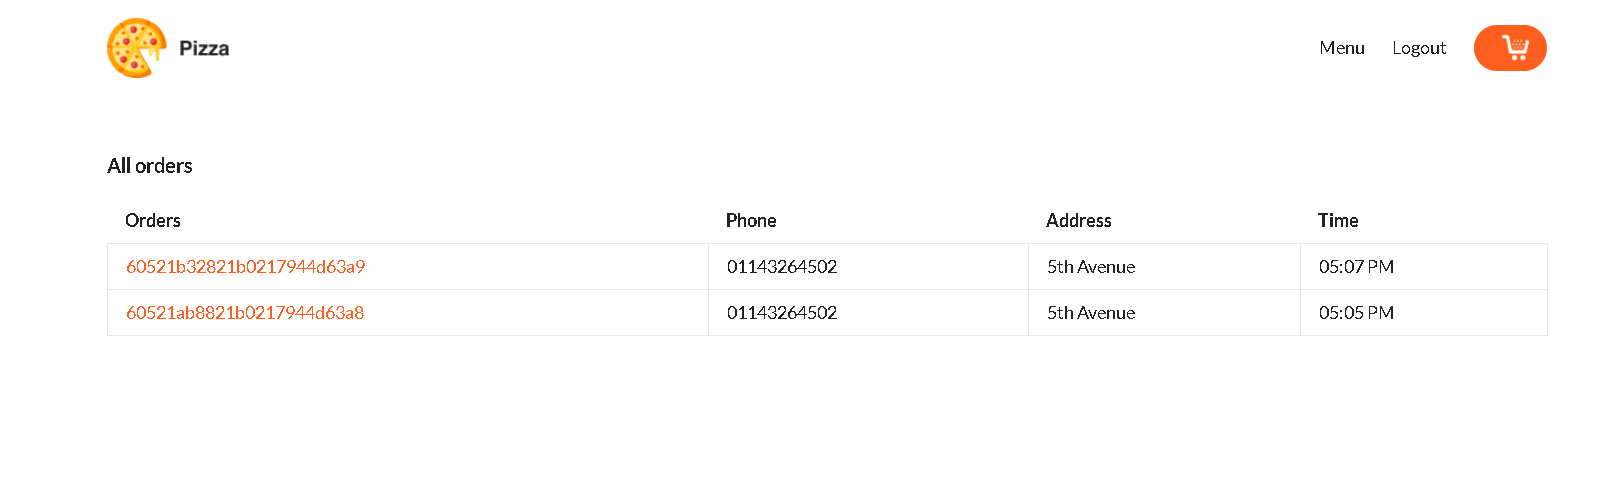 Pizza
Menu Logout
All orders
Orders Phone Address Time
60521b32821b0217944d63a9 01143264502 5th Avenue 05:07 PM
60521ab8821b0217944d63a8 01143264502 5th Avenue 05:05 PM